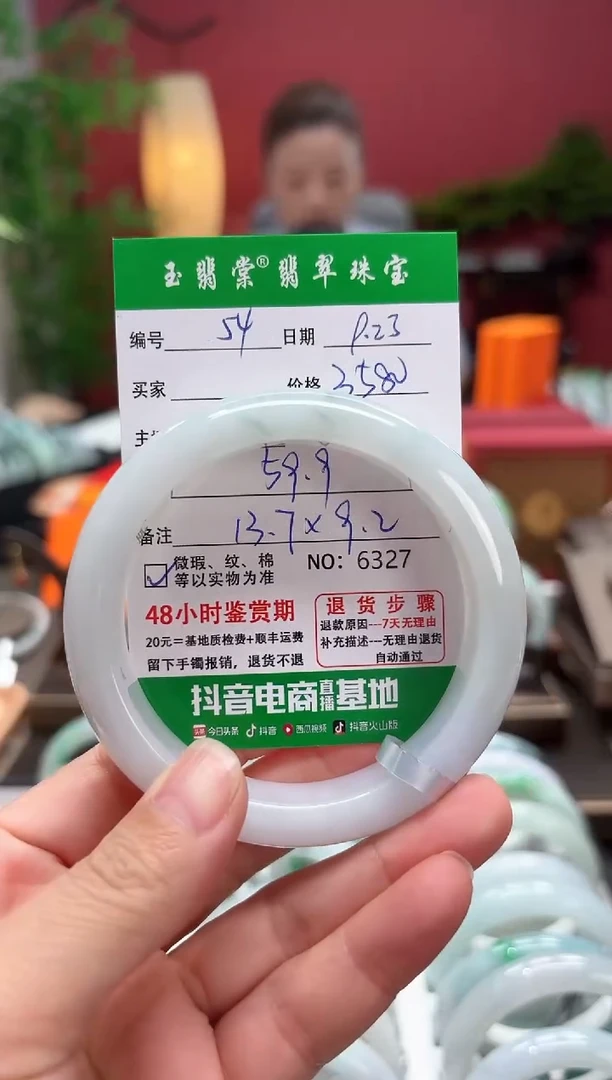 玉翡棠®翡翠珠宝
编号 54 日期 9.23
买家 价格 3580
主
59.9
备注 13.7×9.2
微瑕、纹、棉
等以实物为准
NO：6327
48小时鉴赏期
20元=基地质检费+顺丰运费
留下手镯报销，退货不退
退货步骤
退款原因---7天无理由
补充描述---无理由退货
自动通过
抖音电商直播基地
头条 今日头条 抖音 西瓜视频 抖音火山版